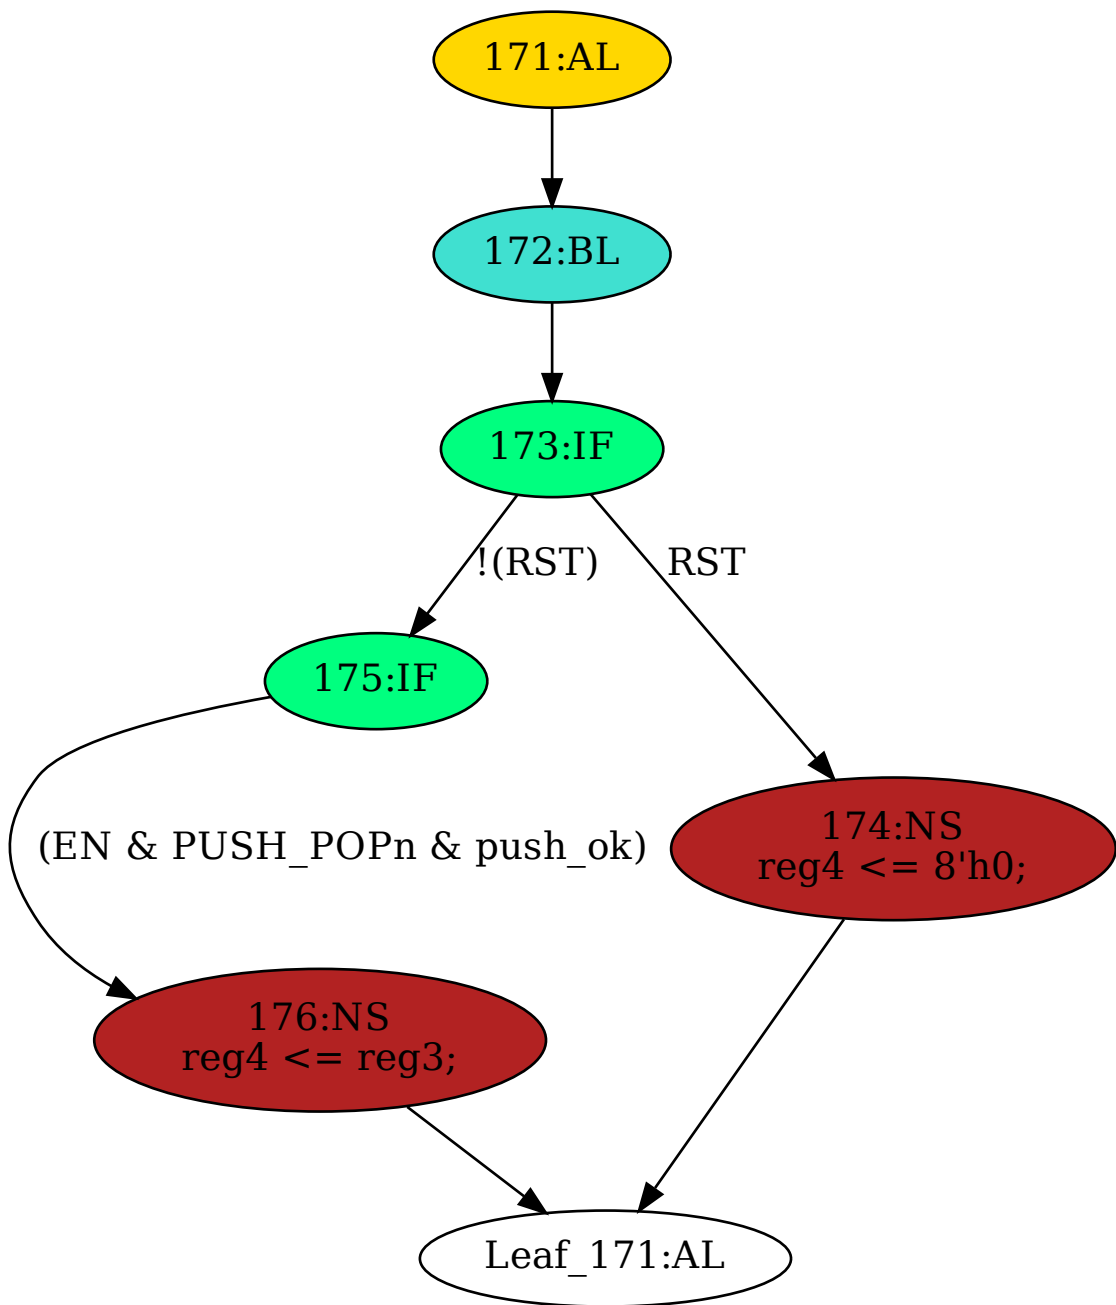 171:AL
172:BL
173:IF
!(RST)
RST
175:IF
(EN & PUSH_POPn & push_ok)
174:NS
reg4 <= 8'h0;
176:NS
reg4 <= reg3;
Leaf_171:AL